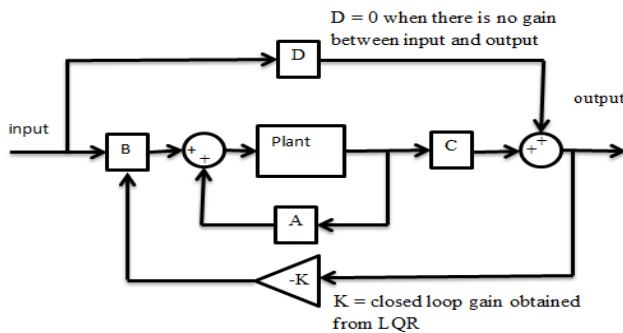 D = 0 when there is no gain
between input and output
D
output
input
B
+
+
Plant
C
+
+
A
-K
K = closed loop gain obtained
from LQR